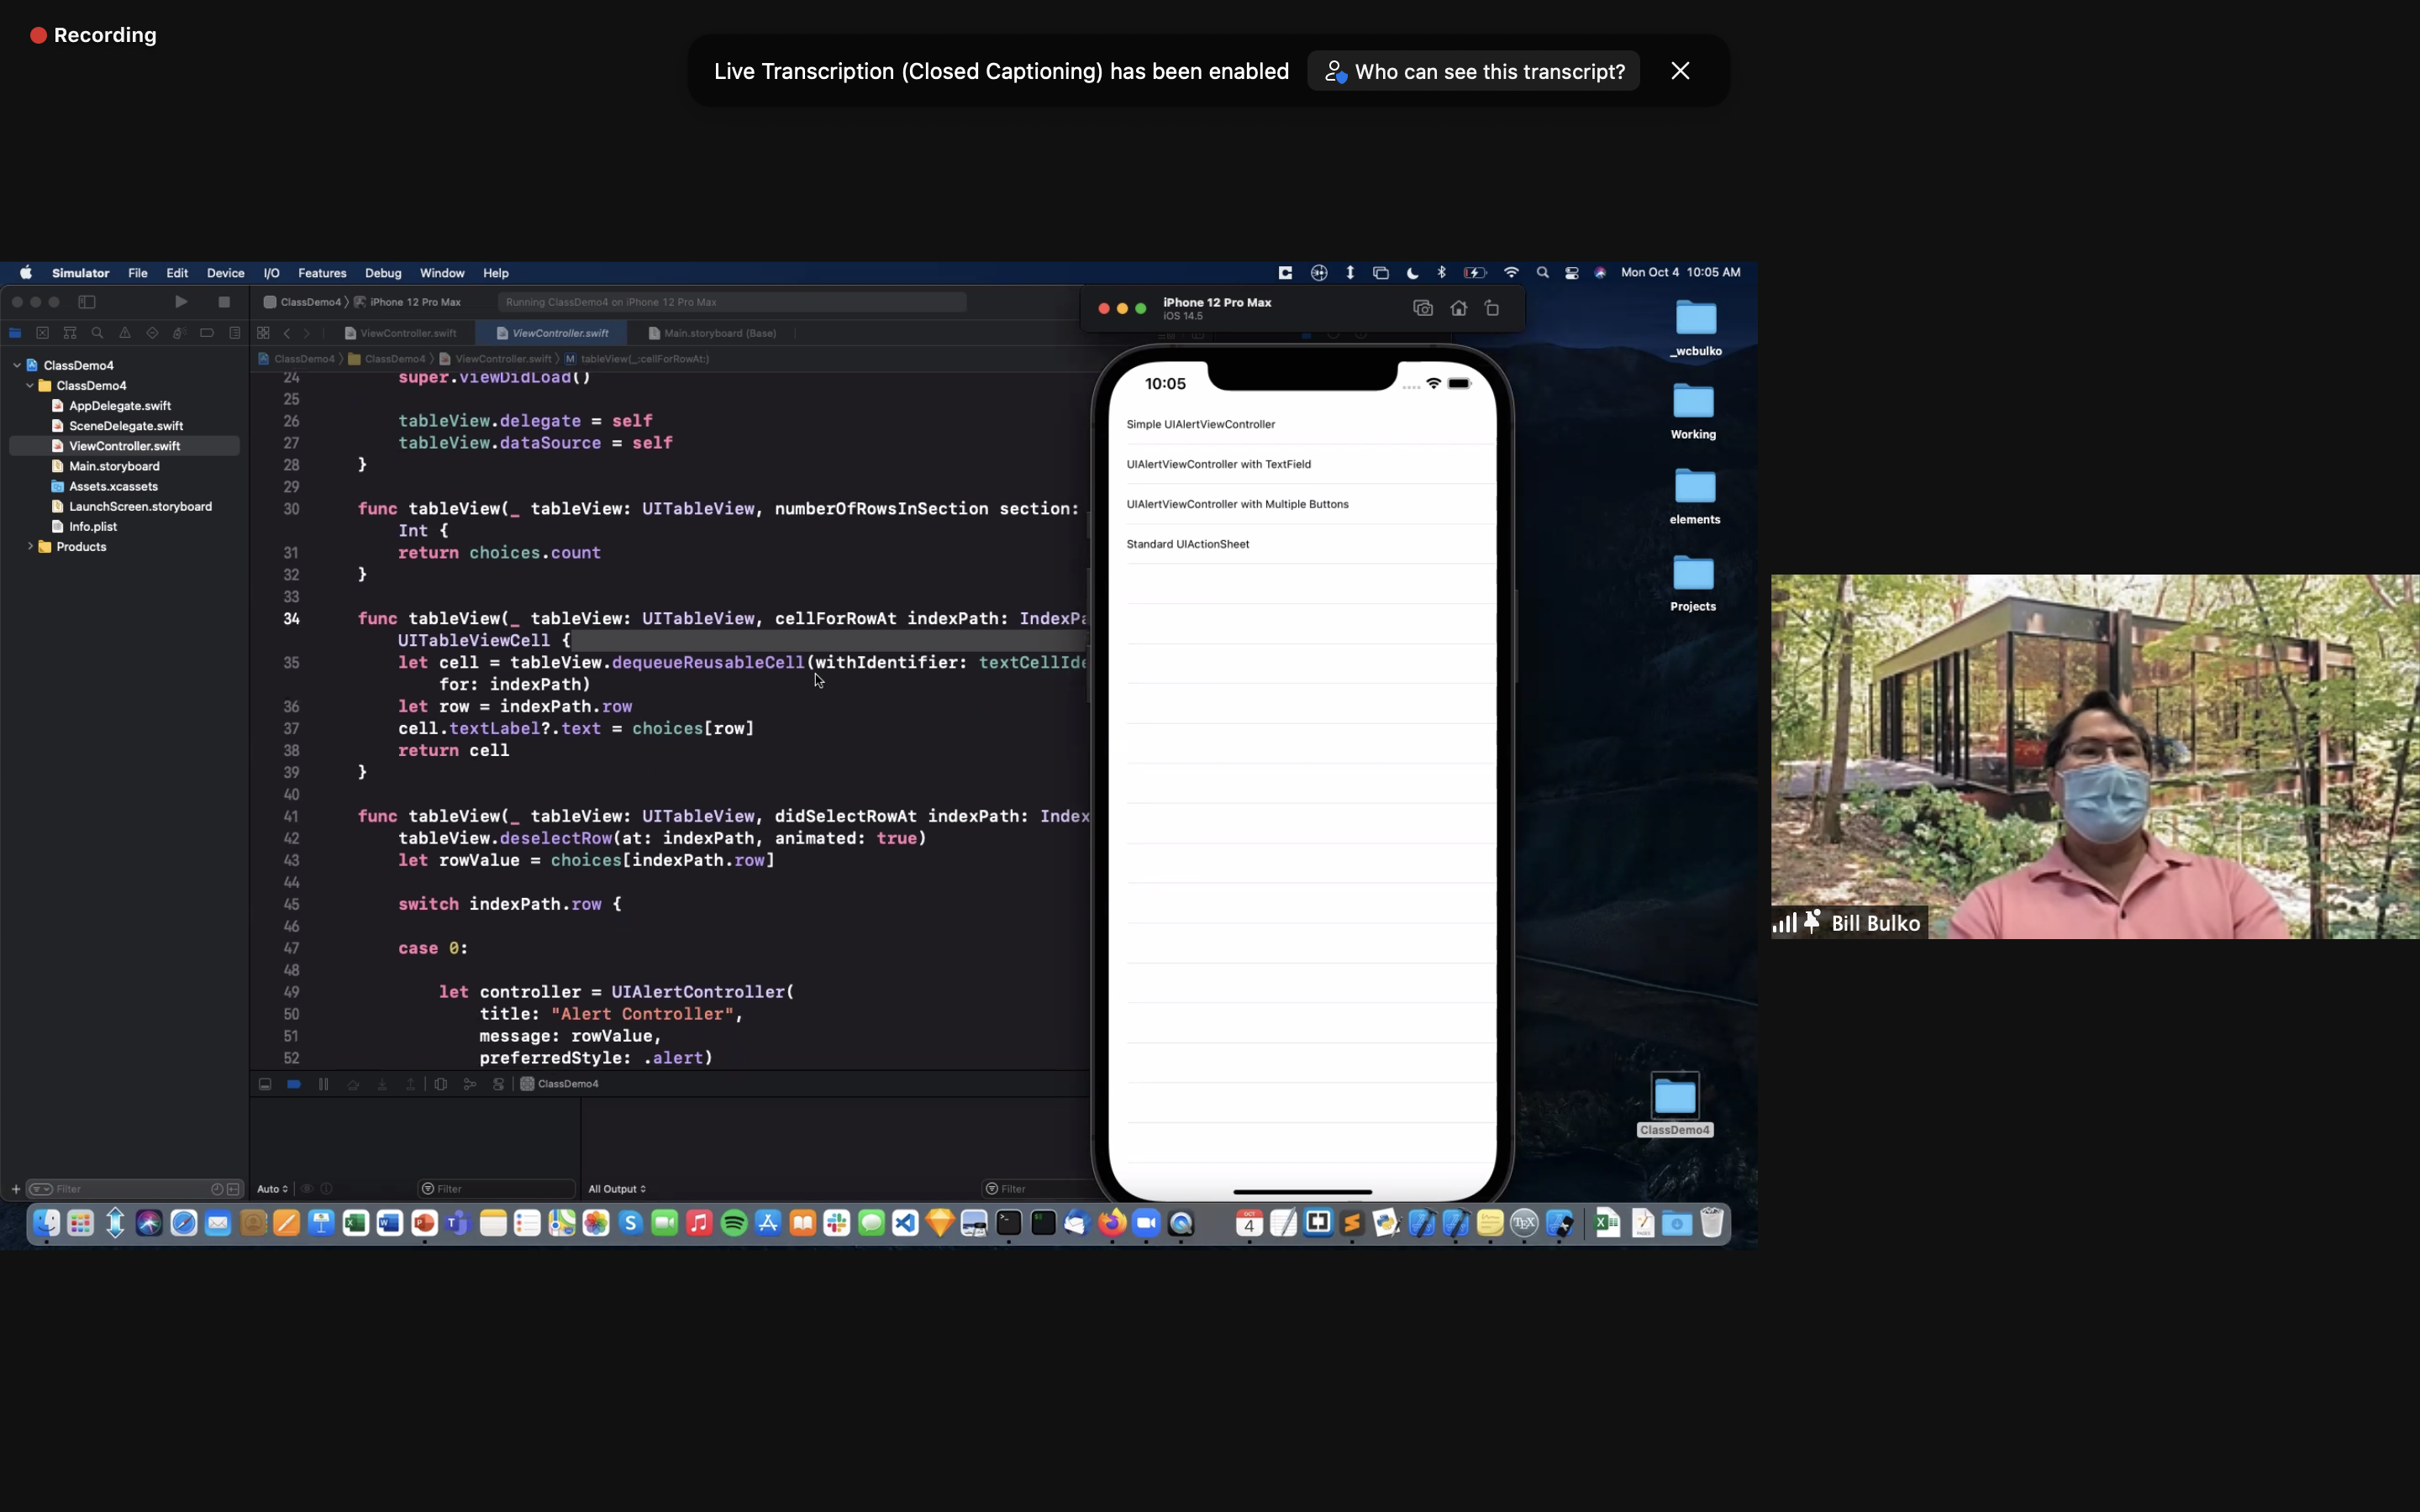 Recording
Live Transcription (Closed Captioning) has been enabled
Who can see this transcript?
Simulator File Edit Device I/O Features Debug Window Help
Mon Oct 4 10:05 AM
ClassDemo4 iPhone 12 Pro Max
Running ClassDemo4 on iPhone 12 Pro Max
ViewController.swift
ViewController.swift
Main.storyboard (Base)
ClassDemo4 ClassDemo4 ViewController.swift M tableView(_:cellForRowAt:)
ClassDemo4
ClassDemo4
AppDelegate.swift
SceneDelegate.swift
ViewController.swift
Main.storyboard
Assets.xcassets
LaunchScreen.storyboard
Info.plist
Products
24 super.viewDidLoad()
25
26 tableView.delegate = self
27 tableView.dataSource = self
28 }
29
30 func tableView(_ tableView: UITableView, numberOfRowsInSection section:
Int {
31 return choices.count
32 }
33
34 func tableView(_ tableView: UITableView, cellForRowAt indexPath: IndexPa
UITableViewCell {
35 let cell = tableView.dequeueReusableCell(withIdentifier: textCellIde
for: indexPath)
36 let row = indexPath.row
37 cell.textLabel?.text = choices[row]
38 return cell
39 }
40
41 func tableView(_ tableView: UITableView, didSelectRowAt indexPath: Index
42 tableView.deselectRow(at: indexPath, animated: true)
43 let rowValue = choices[indexPath.row]
44
45 switch indexPath.row {
46
47 case 0:
48
49 let controller = UIAlertController(
50 title: "Alert Controller",
51 message: rowValue,
52 preferredStyle: .alert)
ClassDemo4
Filter
Auto
Filter
All Output
Filter
iPhone 12 Pro Max
iOS 14.5
10:05
Simple UIAlertViewController
UIAlertViewController with TextField
UIAlertViewController with Multiple Buttons
Standard UIActionSheet
_wcbulko
Working
elements
Projects
ClassDemo4
Bill Bulko
OCT
4
TEX